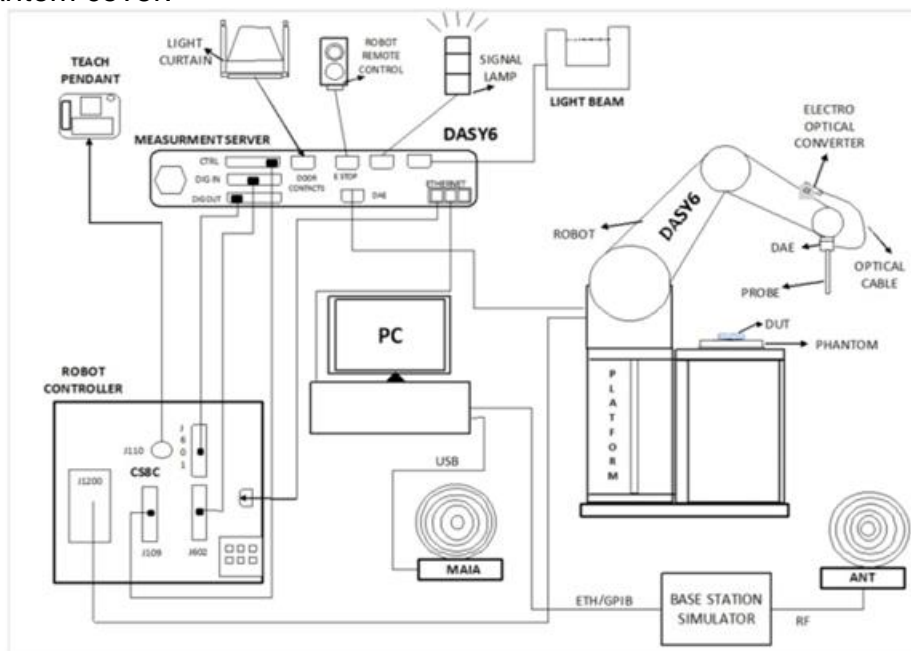 LIGHT
CURTAIN
ROBOT
REMOTE
CONTROL
SIGNAL
LAMP
LIGHT BEAM
TEACH
PENDANT
MEASURMENT SERVER
DASY6
CTRL
DIG IN
DIGOUT
DOOR
CONTACTS
E STOP
DAE
ETHERNET
ELECTRO
OPTICAL
CONVERTER
ROBOT
DASY6
DAE
PROBE
OPTICAL
CABLE
DUT
PHANTOM
PLATFORM
PC
ROBOT
CONTROLLER
J110
J601
CS8C
J1200
J109
J602
USB
MAIA
ETH/GPIB
BASE STATION
SIMULATOR
RF
ANT